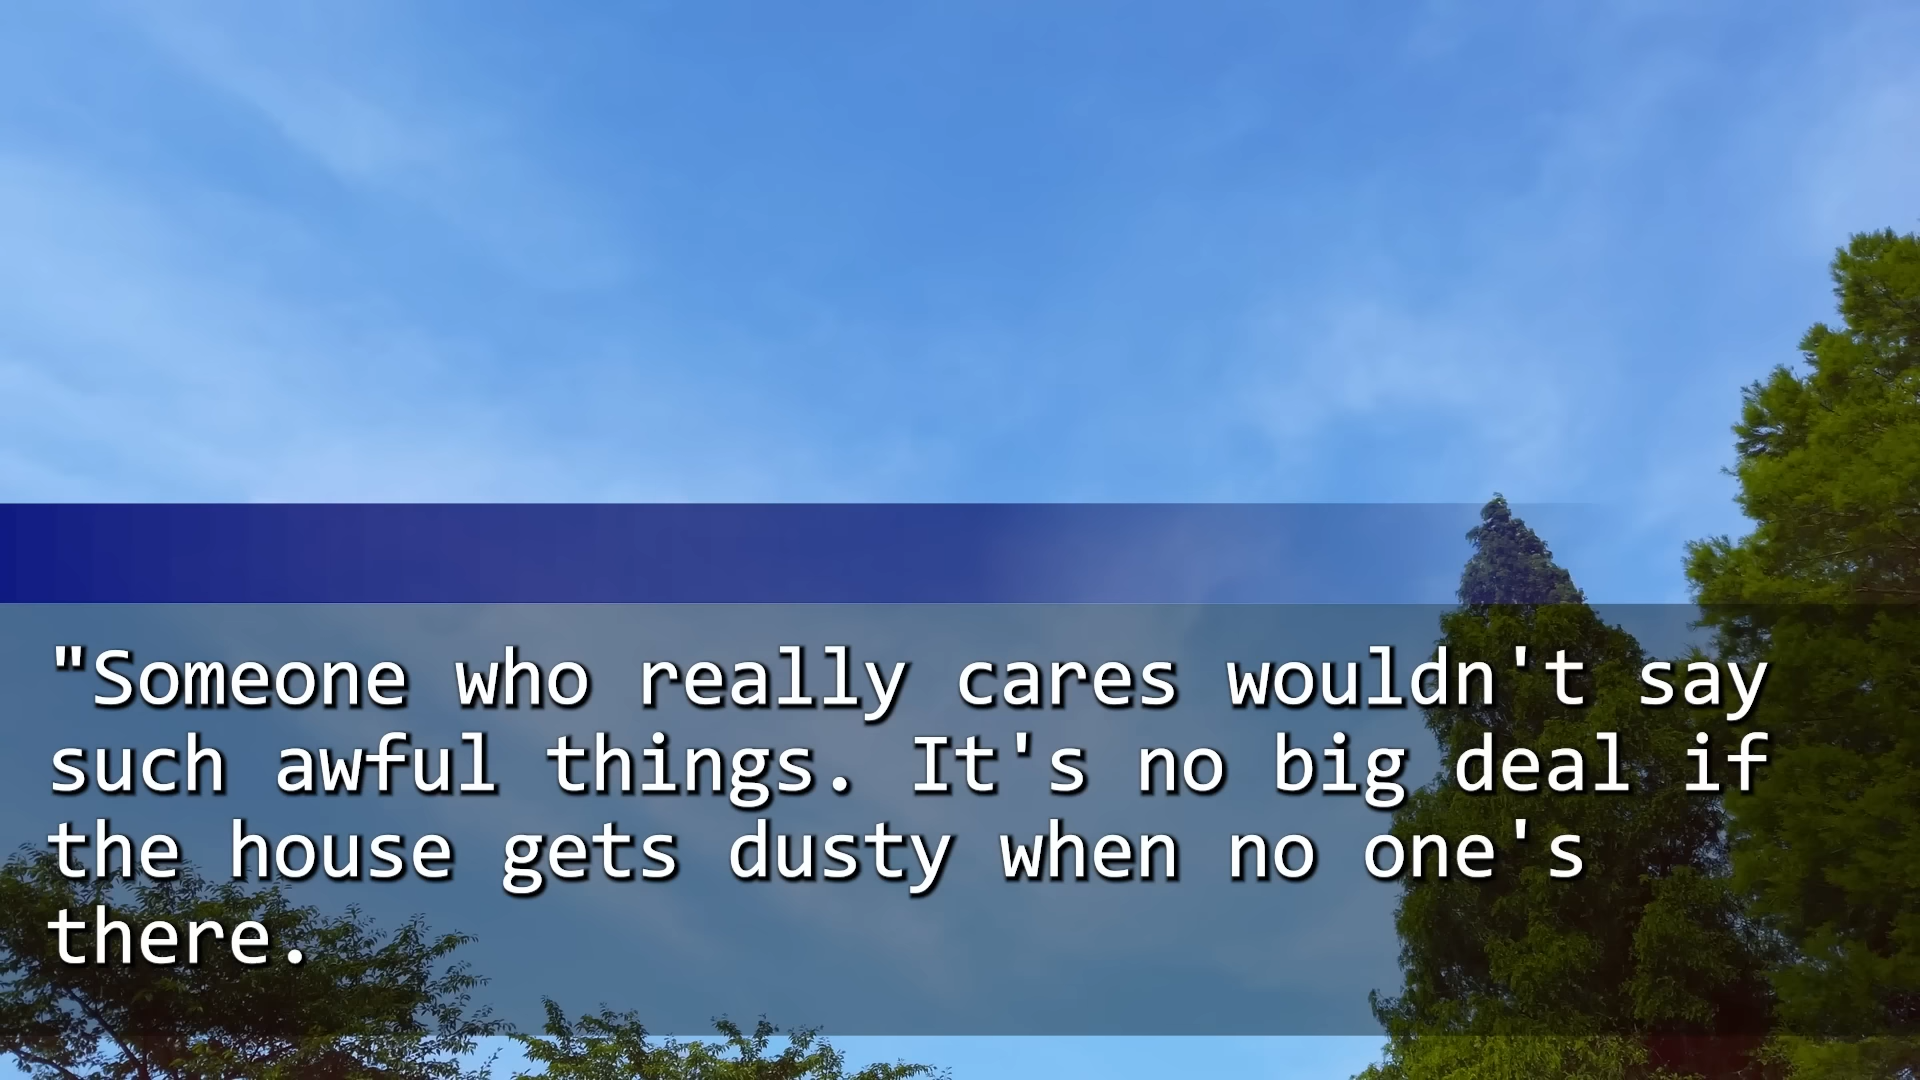 "Someone who really cares wouldn't say
such awful things. It's no big deal if
the house gets dusty when no one's
there.